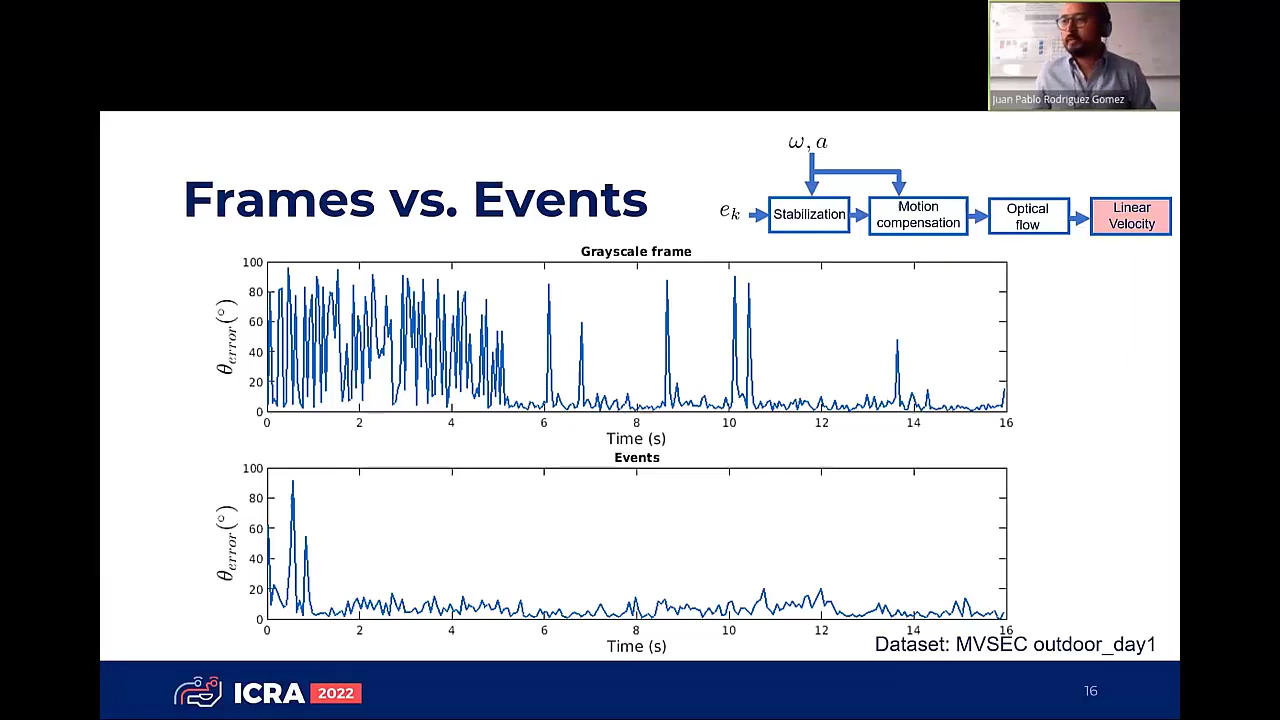 Juan Pablo Rodriguez Gomez
ω, a
Frames vs. Events
e_k
Stabilization
Motion
compensation
Optical
flow
Linear
Velocity
Grayscale frame
100
80
60
40
20
0
θ_error(°)
0 2 4 6 8 10 12 14 16
Time (s)
Events
100
80
60
40
20
0
θ_error(°)
0 2 4 6 8 10 12 14 16
Time (s)
Dataset: MVSEC outdoor_day1
ICRA 2022
16